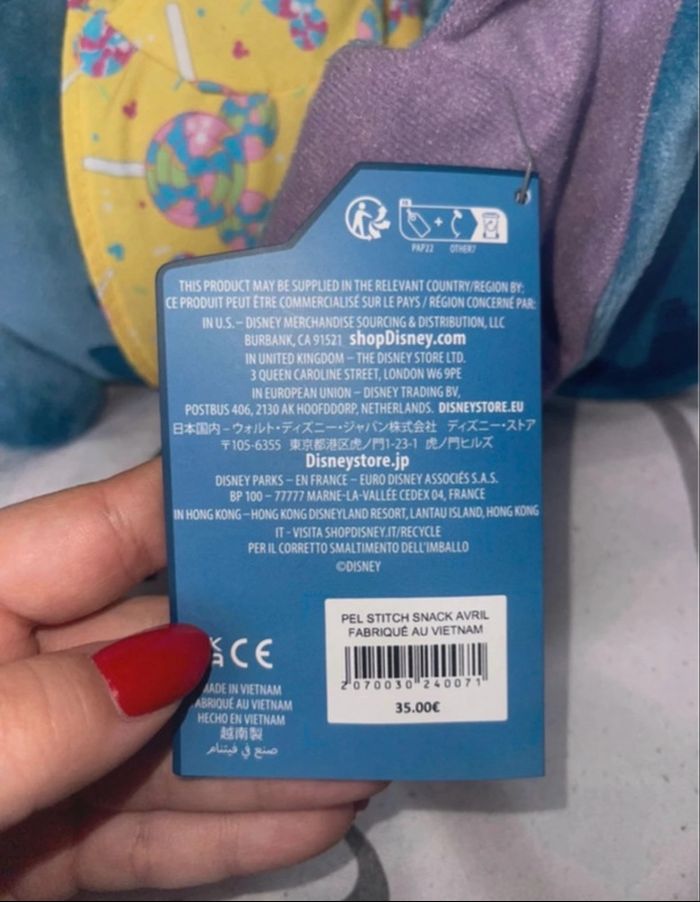 PAP22 OTHER7
THIS PRODUCT MAY BE SUPPLIED IN THE RELEVANT COUNTRY/REGION BY:
CE PRODUIT PEUT ÊTRE COMMERCIALISÉ SUR LE PAYS / RÉGION CONCERNÉ PAR:
IN U.S. – DISNEY MERCHANDISE SOURCING & DISTRIBUTION, LLC
BURBANK, CA 91521 shopDisney.com
IN UNITED KINGDOM – THE DISNEY STORE LTD.
3 QUEEN CAROLINE STREET, LONDON W6 9PE
IN EUROPEAN UNION – DISNEY TRADING BV,
POSTBUS 406, 2130 AK HOOFDDORP, NETHERLANDS. DISNEYSTORE.EU
日本国内 – ウォルト・ディズニー・ジャパン株式会社 ディズニー・ストア
〒105-6355 東京都港区虎ノ門1-23-1 虎ノ門ヒルズ
Disneystore.jp
DISNEY PARKS – EN FRANCE – EURO DISNEY ASSOCIÉS S.A.S.
BP 100 – 77777 MARNE-LA-VALLÉE CEDEX 04, FRANCE
IN HONG KONG – HONG KONG DISNEYLAND RESORT, LANTAU ISLAND, HONG KONG
IT - VISITA SHOPDISNEY.IT/RECYCLE
PER IL CORRETTO SMALTIMENTO DELL'IMBALLO
©DISNEY
PEL STITCH SNACK AVRIL
FABRIQUÉ AU VIETNAM
2 070030 240071
35.00€
CE
MADE IN VIETNAM
FABRIQUÉ AU VIETNAM
HECHO EN VIETNAM
越南製
صنع في فيتنام